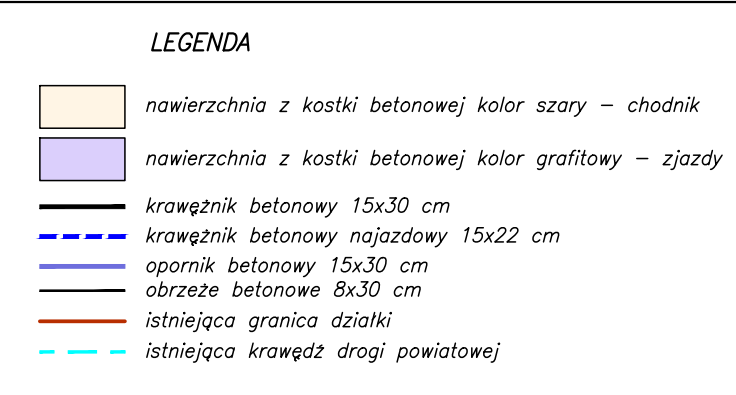 LEGENDA
nawierzchnia z kostki betonowej kolor szary – chodnik
nawierzchnia z kostki betonowej kolor grafitowy – zjazdy
krawężnik betonowy 15x30 cm
krawężnik betonowy najazdowy 15x22 cm
opornik betonowy 15x30 cm
obrzeże betonowe 8x30 cm
istniejąca granica działki
istniejąca krawędź drogi powiatowej